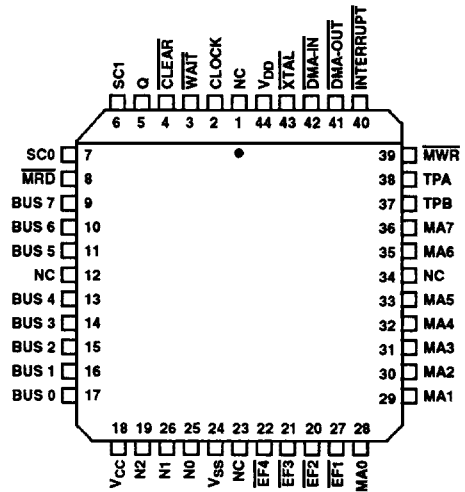 SC1 Q CLEAR WAIT CLOCK NC VDD XTAL DMA-IN DMA-OUT INTERRUPT
6 5 4 3 2 1 44 43 42 41 40
SC0 7 39 MWR
MRD 8 38 TPA
BUS 7 9 37 TPB
BUS 6 10 36 MA7
BUS 5 11 35 MA6
NC 12 34 NC
BUS 4 13 33 MA5
BUS 3 14 32 MA4
BUS 2 15 31 MA3
BUS 1 16 30 MA2
BUS 0 17 29 MA1
18 19 26 25 24 23 22 21 20 27 28
VCC N2 N1 N0 VSS NC EF4 EF3 EF2 EF1 MA0